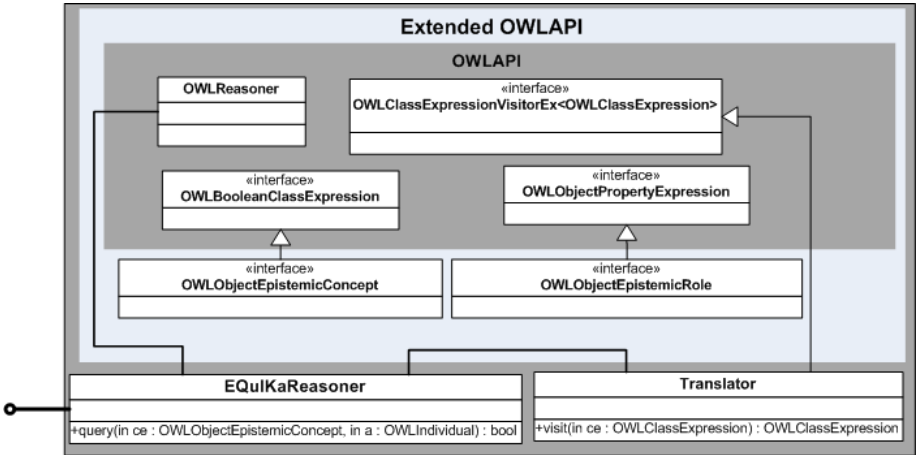 Extended OWLAPI
OWLAPI
OWLReasoner
«interface»
OWLClassExpressionVisitorEx<OWLClassExpression>
«interface»
OWLBooleanClassExpression
«interface»
OWLObjectPropertyExpression
«interface»
OWLObjectEpistemicConcept
«interface»
OWLObjectEpistemicRole
EQuIKaReasoner
+query(in ce : OWLObjectEpistemicConcept, in a : OWLIndividual) : bool
Translator
+visit(in ce : OWLClassExpression) : OWLClassExpression